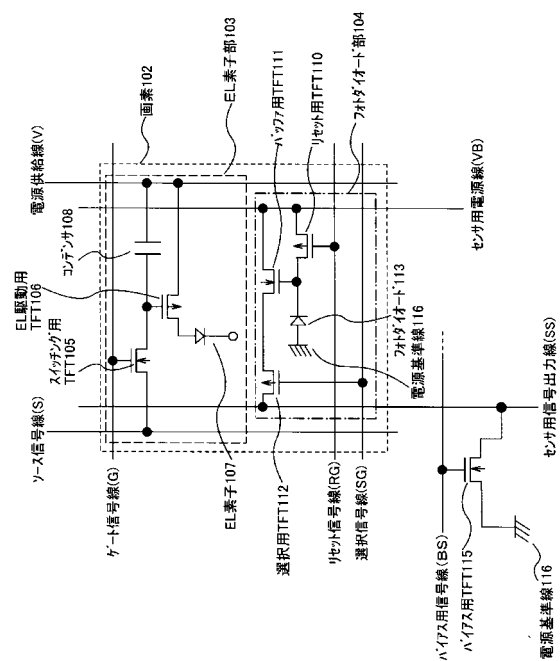 画素102
EL素子部103
バッファ用TFT111
リセット用TFT110
フォトダイオード部104
電源供給線(V)
コンデンサ108
EL駆動用
TFT106
スイッチング用
TFT105
ソース信号線(S)
ゲート信号線(G)
EL素子107
フォトダイオード113
電源基準線116
選択用TFT112
リセット信号線(RG)
選択信号線(SG)
センサ用電源線(VB)
バイアス用信号線(BS)
バイアス用TFT115
電源基準線116
センサ用信号出力線(SS)